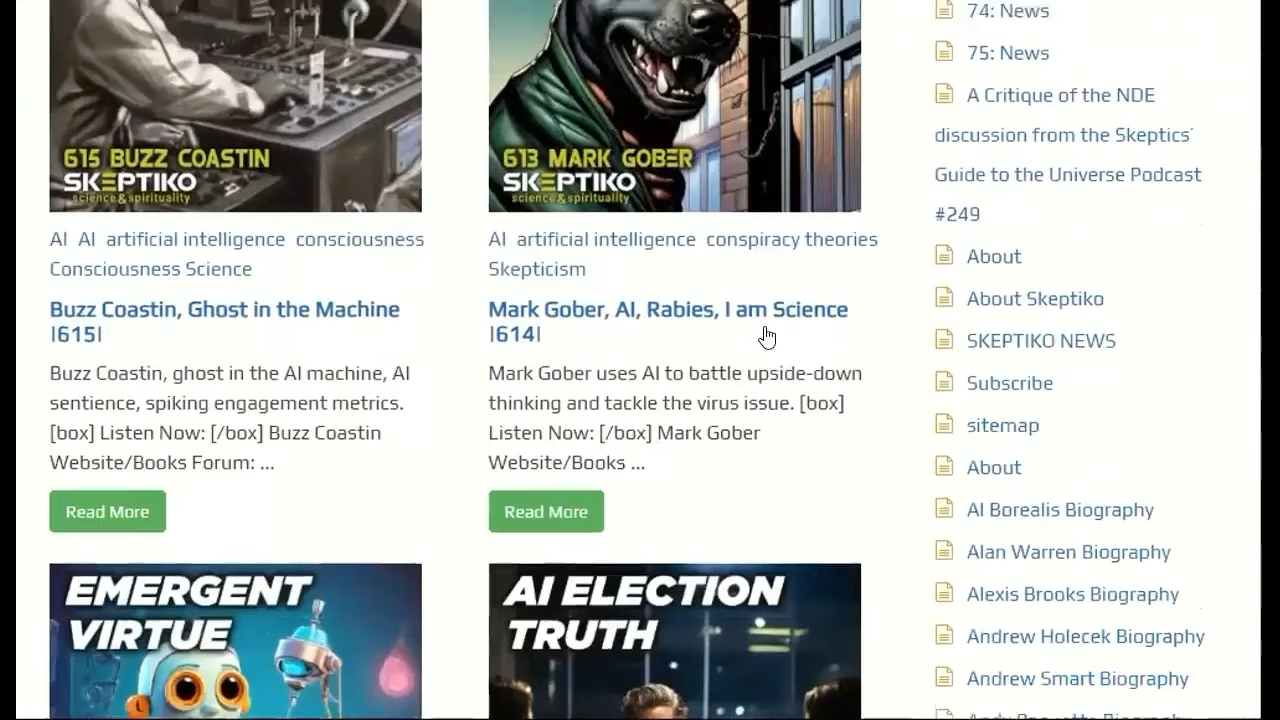 615 BUZZ COASTIN
SKEPTIKO
science & spirituality
AI AI artificial intelligence consciousness
Consciousness Science
Buzz Coastin, Ghost in the Machine
|615|
Buzz Coastin, ghost in the AI machine, AI
sentience, spiking engagement metrics.
[box] Listen Now: [/box] Buzz Coastin
Website/Books Forum: ...
Read More
EMERGENT
VIRTUE
613 MARK GOBER
SKEPTIKO
science & spirituality
AI artificial intelligence conspiracy theories
Skepticism
Mark Gober, AI, Rabies, I am Science
|614|
Mark Gober uses AI to battle upside-down
thinking and tackle the virus issue. [box]
Listen Now: [/box] Mark Gober
Website/Books ...
Read More
AI ELECTION
TRUTH
74: News
75: News
A Critique of the NDE
discussion from the Skeptics’
Guide to the Universe Podcast
#249
About
About Skeptiko
SKEPTIKO NEWS
Subscribe
sitemap
About
Al Borealis Biography
Alan Warren Biography
Alexis Brooks Biography
Andrew Holecek Biography
Andrew Smart Biography